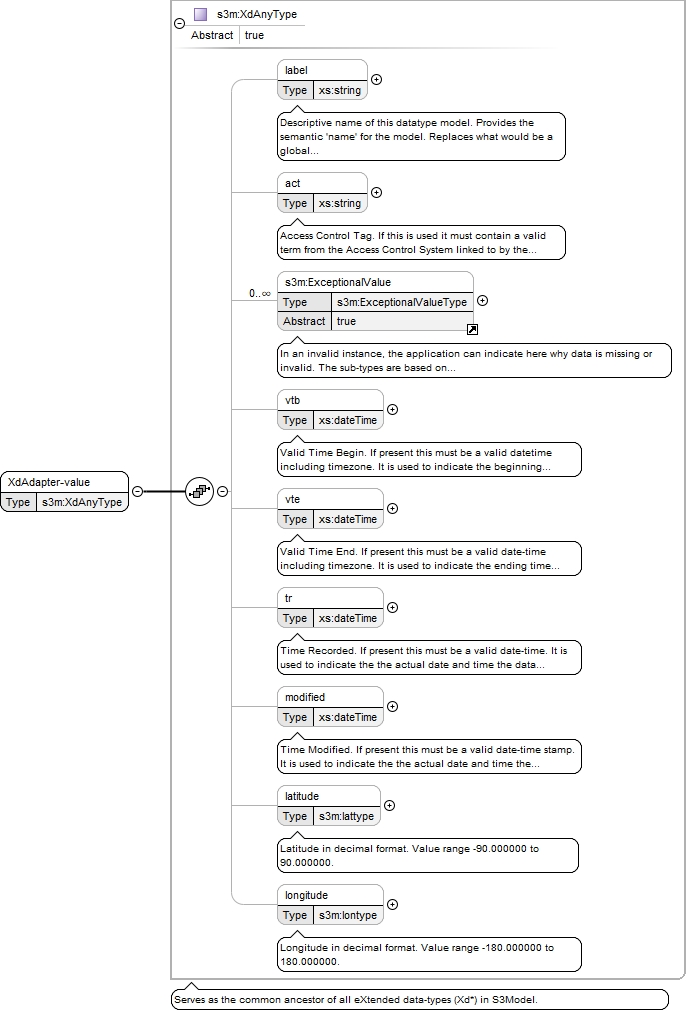 s3m:XdAnyType
Abstract true
label
Type xs:string
Descriptive name of this datatype model. Provides the
semantic 'name' for the model. Replaces what would be a
global...
act
Type xs:string
Access Control Tag. If this is used it must contain a valid
term from the Access Control System linked to by the...
0..∞
s3m:ExceptionalValue
Type s3m:ExceptionalValueType
Abstract true
In an invalid instance, the application can indicate here why data is missing or
invalid. The sub-types are based on...
vtb
Type xs:dateTime
Valid Time Begin. If present this must be a valid datetime
including timezone. It is used to indicate the beginning...
XdAdapter-value
Type s3m:XdAnyType
vte
Type xs:dateTime
Valid Time End. If present this must be a valid date-time
including timezone. It is used to indicate the ending time...
tr
Type xs:dateTime
Time Recorded. If present this must be a valid date-time. It is
used to indicate the the actual date and time the data...
modified
Type xs:dateTime
Time Modified. If present this must be a valid date-time stamp.
It is used to indicate the the actual date and time the...
latitude
Type s3m:lattype
Latitude in decimal format. Value range -90.000000 to
90.000000.
longitude
Type s3m:lontype
Longitude in decimal format. Value range -180.000000 to
180.000000.
Serves as the common ancestor of all eXtended data-types (Xd*) in S3Model.